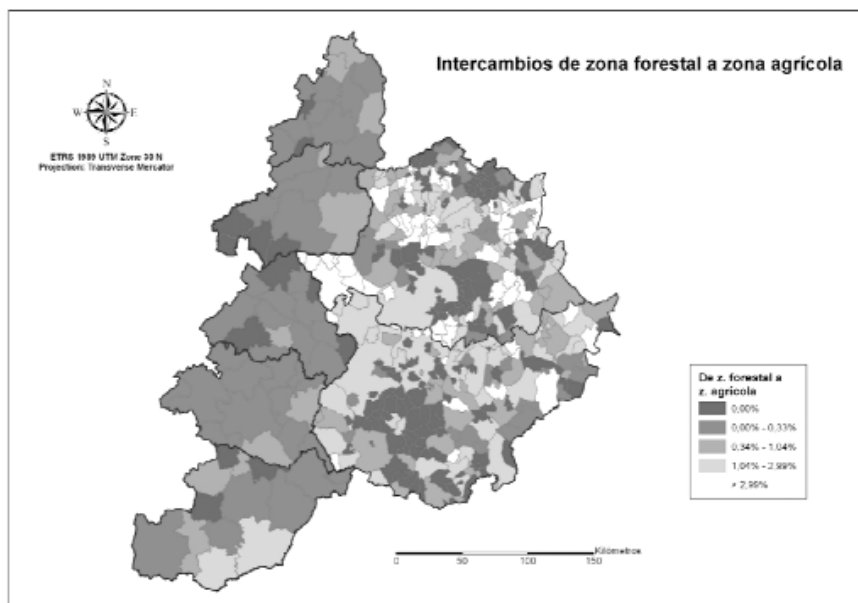 Intercambios de zona forestal a zona agrícola
N
W E
S
ETRS 1989 UTM Zone 30 N
Projection: Transverse Mercator
De z. forestal a
z. agrícola
0,00%
0,00% - 0,33%
0,34% - 1,04%
1,04% - 2,99%
> 2,99%
Kilómetros
0 50 100 150